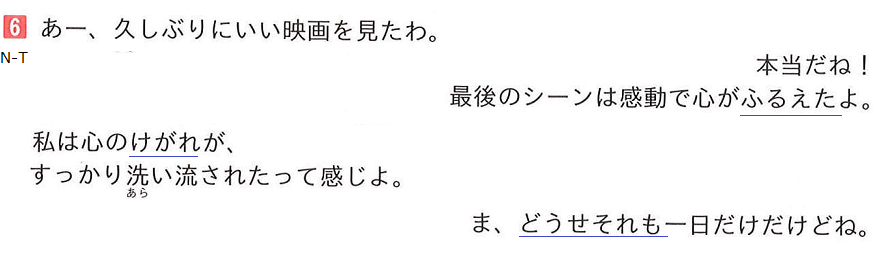 6 あー、久しぶりにいい映画を見たわ。
N-T
本当だね！
最後のシーンは感動で心がふるえたよ。
私は心のけがれが、
すっかり洗い流されたって感じよ。
あら
ま、どうせそれも一日だけだけどね。